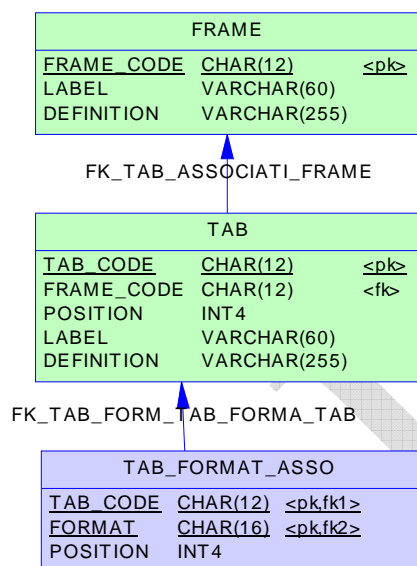 FRAME
FRAME_CODE CHAR(12) <pk>
LABEL VARCHAR(60)
DEFINITION VARCHAR(255)
FK_TAB_ASSOCIATI_FRAME
TAB
TAB_CODE CHAR(12) <pk>
FRAME_CODE CHAR(12) <fk>
POSITION INT4
LABEL VARCHAR(60)
DEFINITION VARCHAR(255)
FK_TAB_FORM_TAB_FORMA_TAB
TAB_FORMAT_ASSO
TAB_CODE CHAR(12) <pk,fk1>
FORMAT CHAR(16) <pk,fk2>
POSITION INT4